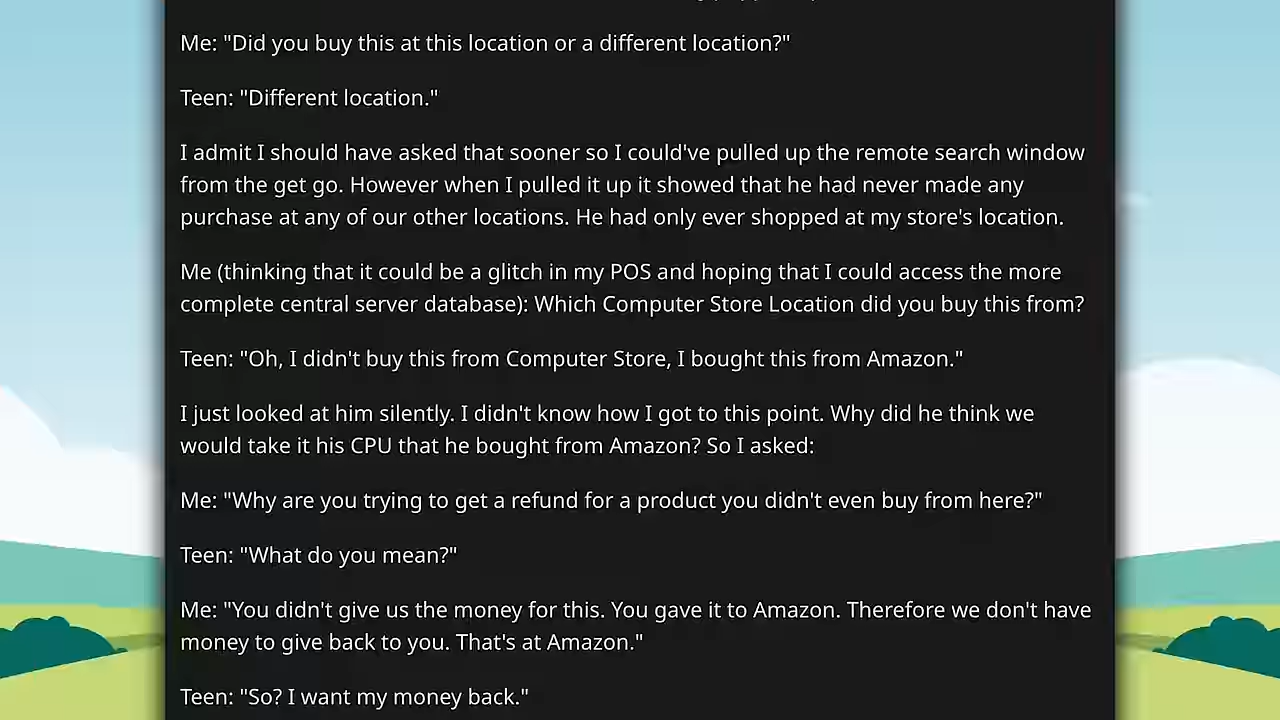 Me: "Did you buy this at this location or a different location?"
Teen: "Different location."
I admit I should have asked that sooner so I could've pulled up the remote search window
from the get go. However when I pulled it up it showed that he had never made any
purchase at any of our other locations. He had only ever shopped at my store's location.
Me (thinking that it could be a glitch in my POS and hoping that I could access the more
complete central server database): Which Computer Store Location did you buy this from?
Teen: "Oh, I didn't buy this from Computer Store, I bought this from Amazon."
I just looked at him silently. I didn't know how I got to this point. Why did he think we
would take it his CPU that he bought from Amazon? So I asked:
Me: "Why are you trying to get a refund for a product you didn't even buy from here?"
Teen: "What do you mean?"
Me: "You didn't give us the money for this. You gave it to Amazon. Therefore we don't have
money to give back to you. That's at Amazon."
Teen: "So? I want my money back."